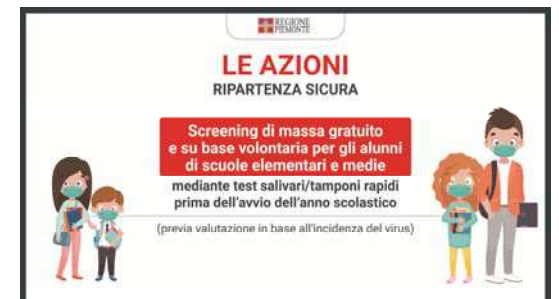 REGIONE
PIEMONTE
LE AZIONI
RIPARTENZA SICURA
Screening di massa gratuito
e su base volontaria per gli alunni
di scuole elementari e medie
mediante test salivari/tamponi rapidi
prima dell'avvio dell'anno scolastico
(previa valutazione in base all'incidenza del virus)